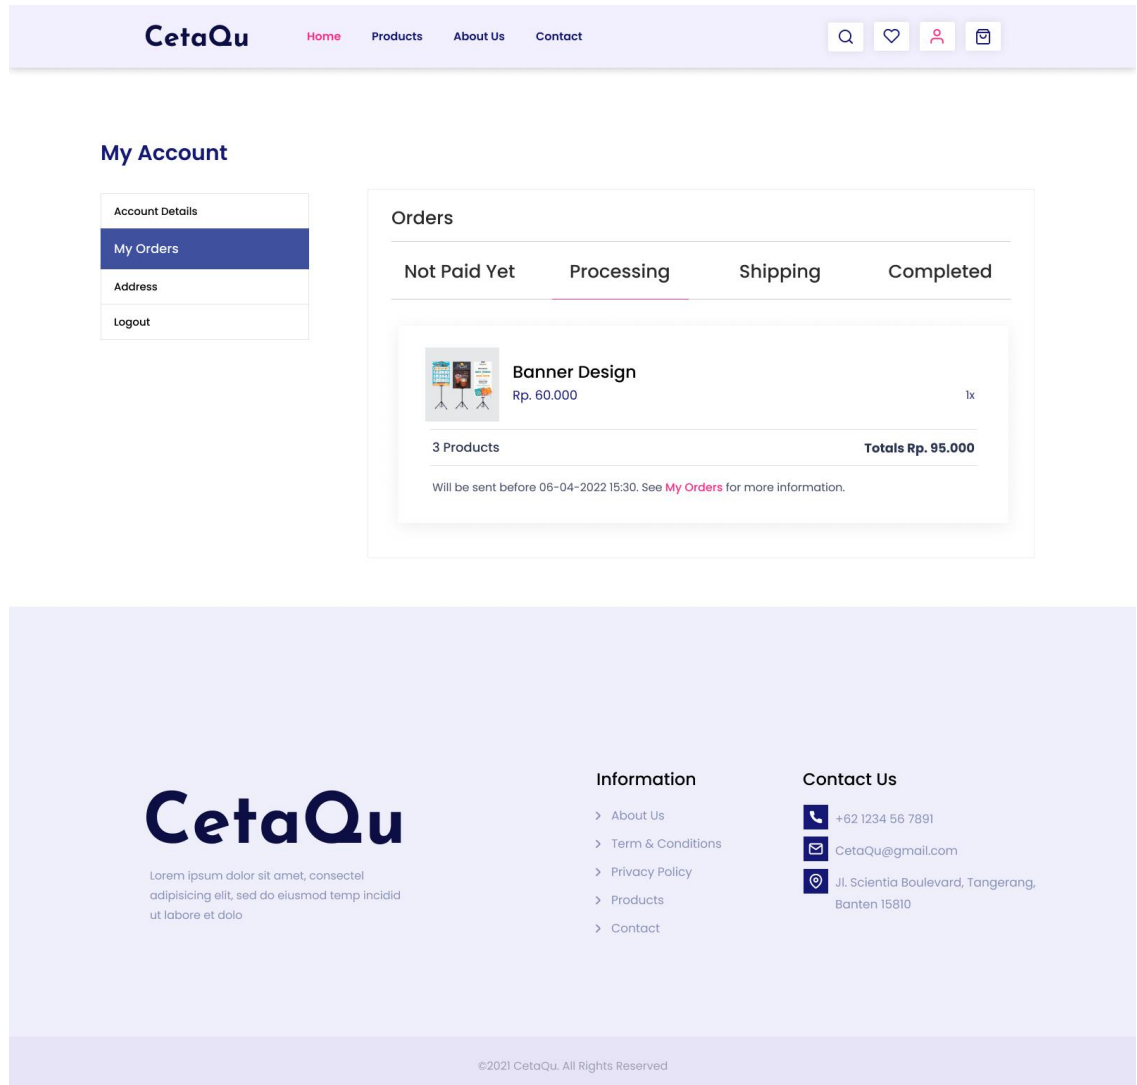 CetaQu Home Products About Us Contact
My Account
Account Details
My Orders
Address
Logout
Orders
Not Paid Yet Processing Shipping Completed
Banner Design
Rp. 60.000 1x
3 Products Totals Rp. 95.000
Will be sent before 06-04-2022 15:30. See My Orders for more information.
CetaQu
Lorem ipsum dolor sit amet, consectel
adipisicing elit, sed do eiusmod temp incidid
ut labore et dolo
Information
About Us
Term & Conditions
Privacy Policy
Products
Contact
Contact Us
+62 1234 56 7891
CetaQu@gmail.com
Jl. Scientia Boulevard, Tangerang,
Banten 15810
©2021 CetaQu. All Rights Reserved